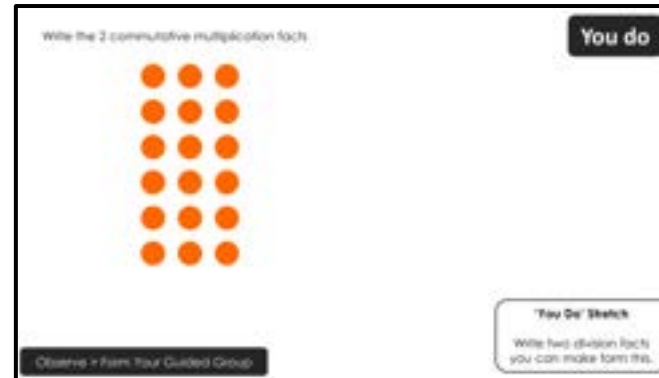 Write the 2 commutative multiplication facts
You do
'You Do' Stretch
Write two division facts
you can make form this.
Observe > Form Your Guided Group